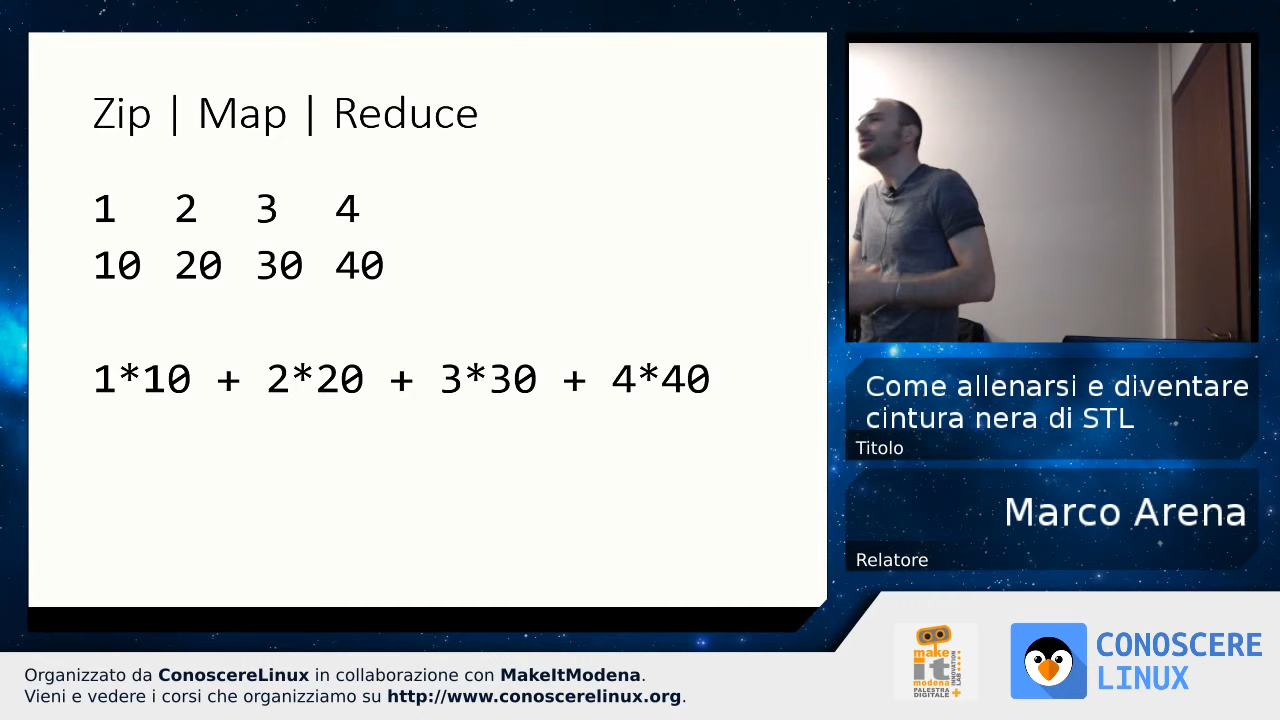 Zip | Map | Reduce
1 2 3 4
10 20 30 40
1*10 + 2*20 + 3*30 + 4*40
Come allenarsi e diventare
cintura nera di STL
Titolo
Marco Arena
Relatore
make
it
modena
PALESTRA
DIGITALE
INNOVATION
LAB
CONOSCERE
LINUX
Organizzato da ConoscereLinux in collaborazione con MakeItModena.
Vieni e vedere i corsi che organizziamo su http://www.conoscerelinux.org.